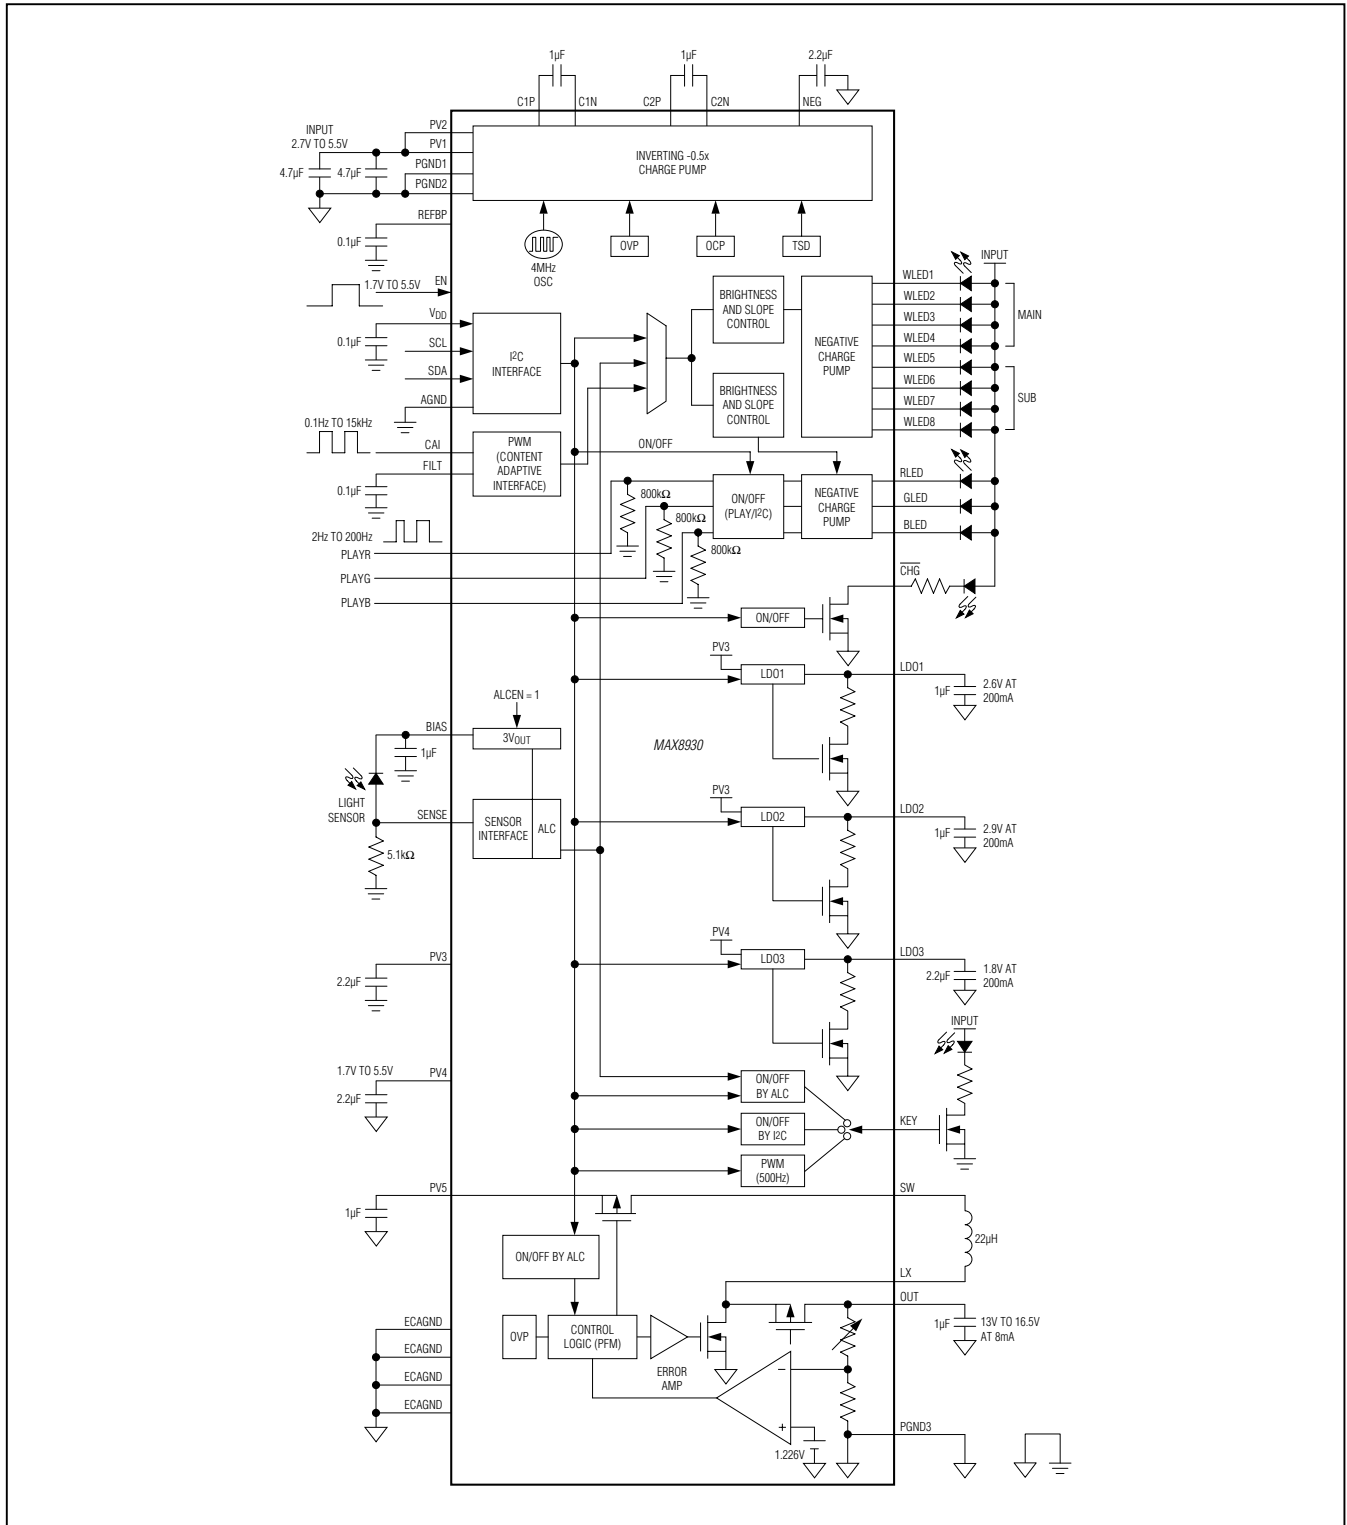 1µF
1µF
2.2µF
C1P
C1N
C2P
C2N
NEG
INPUT
2.7V TO 5.5V
PV2
PV1
PGND1
PGND2
4.7µF
4.7µF
INVERTING -0.5x
CHARGE PUMP
REFBP
0.1µF
4MHz
OSC
OVP
OCP
TSD
1.7V TO 5.5V
EN
VDD
0.1µF
SCL
SDA
AGND
I2C
INTERFACE
BRIGHTNESS
AND SLOPE
CONTROL
BRIGHTNESS
AND SLOPE
CONTROL
NEGATIVE
CHARGE
PUMP
INPUT
WLED1
WLED2
WLED3
WLED4
WLED5
WLED6
WLED7
WLED8
MAIN
SUB
0.1Hz TO 15kHz
CAI
FILT
0.1µF
PWM
(CONTENT
ADAPTIVE
INTERFACE)
ON/OFF
800kΩ
800kΩ
800kΩ
ON/OFF
(PLAY/I2C)
NEGATIVE
CHARGE
PUMP
RLED
GLED
BLED
2Hz TO 200Hz
PLAYR
PLAYG
PLAYB
CHG
ON/OFF
PV3
LDO1
LDO1
1µF
2.6V AT
200mA
ALCEN = 1
BIAS
3VOUT
1µF
MAX8930
LIGHT
SENSOR
SENSE
SENSOR
INTERFACE
ALC
5.1kΩ
PV3
LDO2
LDO2
1µF
2.9V AT
200mA
PV3
2.2µF
PV4
LDO3
LDO3
2.2µF
1.8V AT
200mA
INPUT
1.7V TO 5.5V
PV4
2.2µF
ON/OFF
BY ALC
ON/OFF
BY I2C
PWM
(500Hz)
KEY
PV5
1µF
SW
22µH
LX
ON/OFF BY ALC
OUT
1µF
13V TO 16.5V
AT 8mA
OVP
CONTROL
LOGIC (PFM)
ERROR
AMP
−
+
1.226V
ECAGND
ECAGND
ECAGND
ECAGND
PGND3